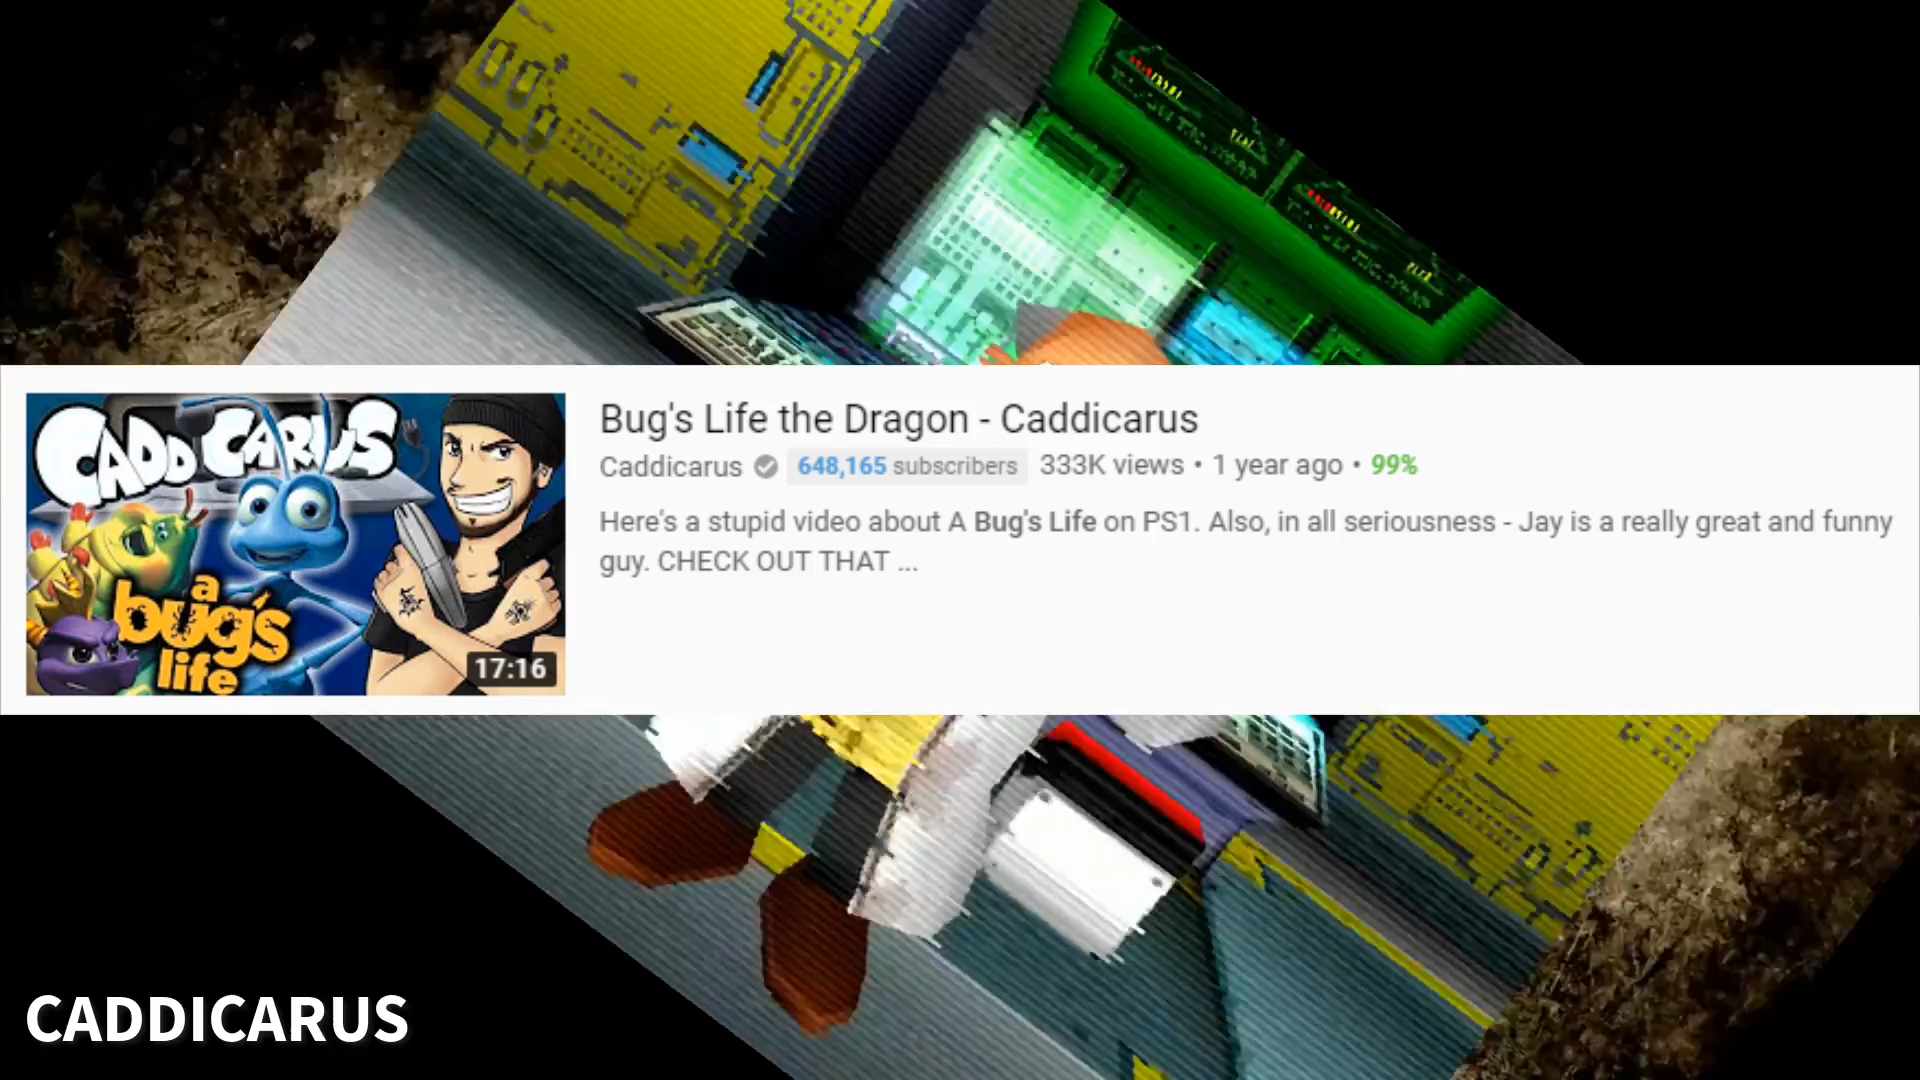 CADDICARUS
a
bug's
life
17:16
Bug's Life the Dragon - Caddicarus
Caddicarus 648,165 subscribers 333K views • 1 year ago • 99%
Here's a stupid video about A Bug's Life on PS1. Also, in all seriousness - Jay is a really great and funny
guy. CHECK OUT THAT ...
CADDICARUS